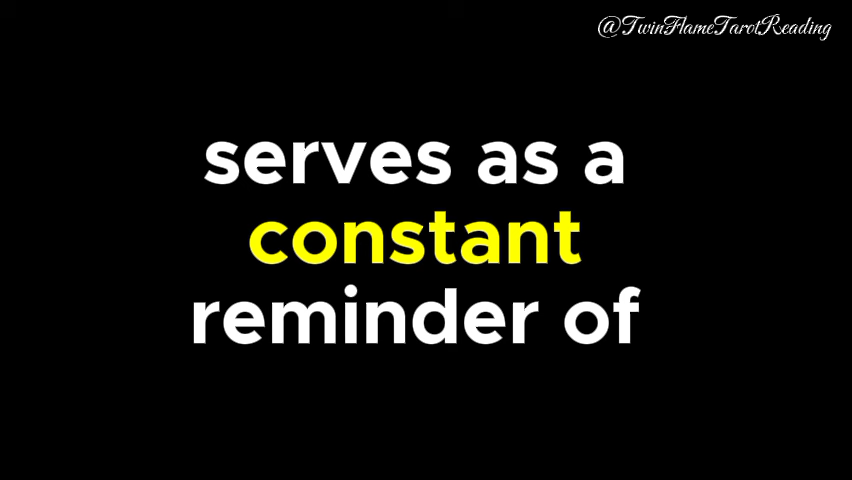 @TwinFlameTarotReading
serves as a
constant
reminder of